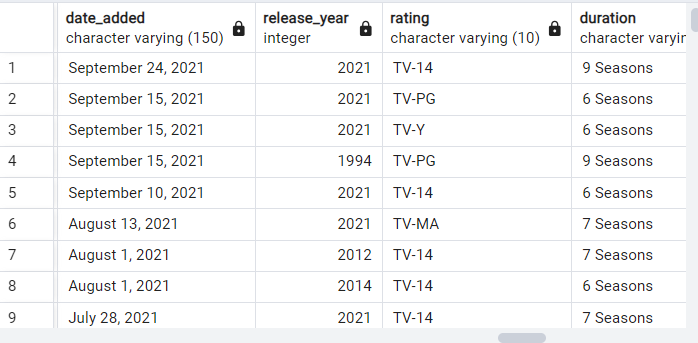 date_added release_year rating duration
character varying (150) integer character varying (10) character varyin
1 September 24, 2021 2021 TV-14 9 Seasons
2 September 15, 2021 2021 TV-PG 6 Seasons
3 September 15, 2021 2021 TV-Y 6 Seasons
4 September 15, 2021 1994 TV-PG 9 Seasons
5 September 10, 2021 2021 TV-14 6 Seasons
6 August 13, 2021 2021 TV-MA 7 Seasons
7 August 1, 2021 2012 TV-14 7 Seasons
8 August 1, 2021 2014 TV-14 6 Seasons
9 July 28, 2021 2021 TV-14 7 Seasons